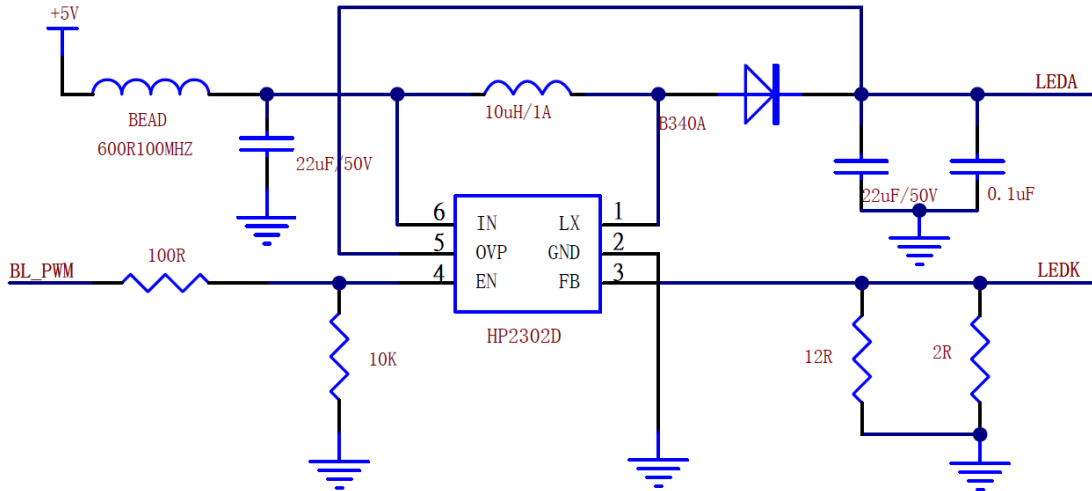 +5V
LEDA
10uH/1A
B340A
BEAD
600R100MHZ
22uF/50V
22uF/50V
0.1uF
6 IN LX 1
5 OVP GND 2
4 EN FB 3
100R
BL_PWM
LEDK
HP2302D
10K
12R
2R